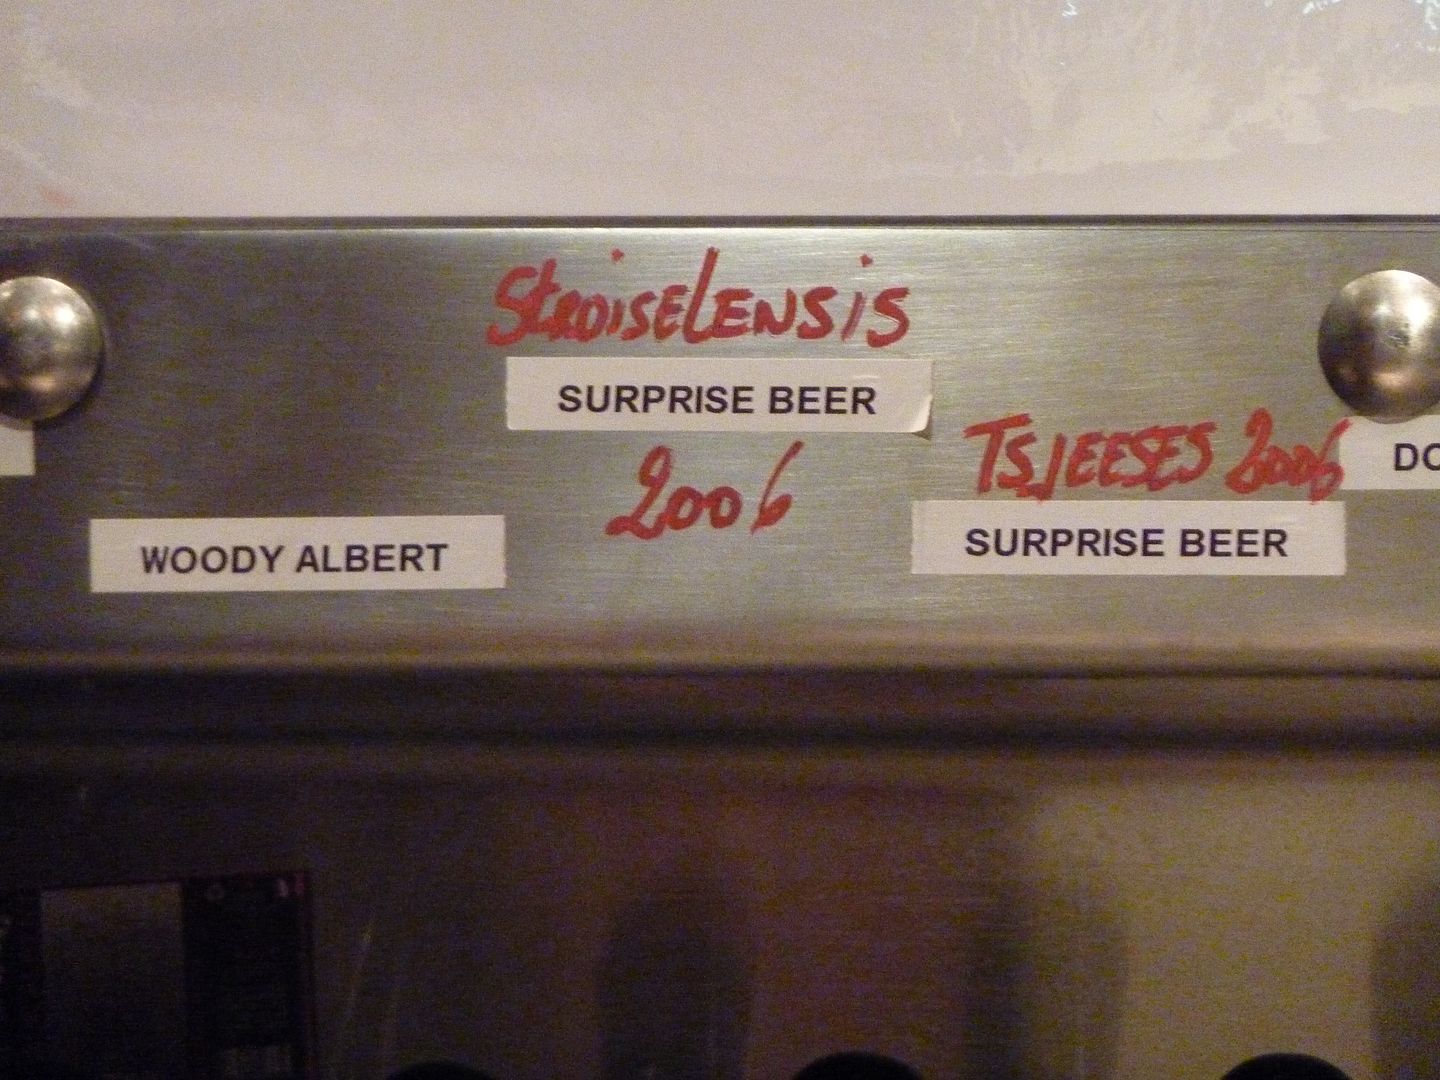 StROiSELENSiS
SURPRISE BEER
2006
TSJEESES 2006
SURPRISE BEER
WOODY ALBERT
DO